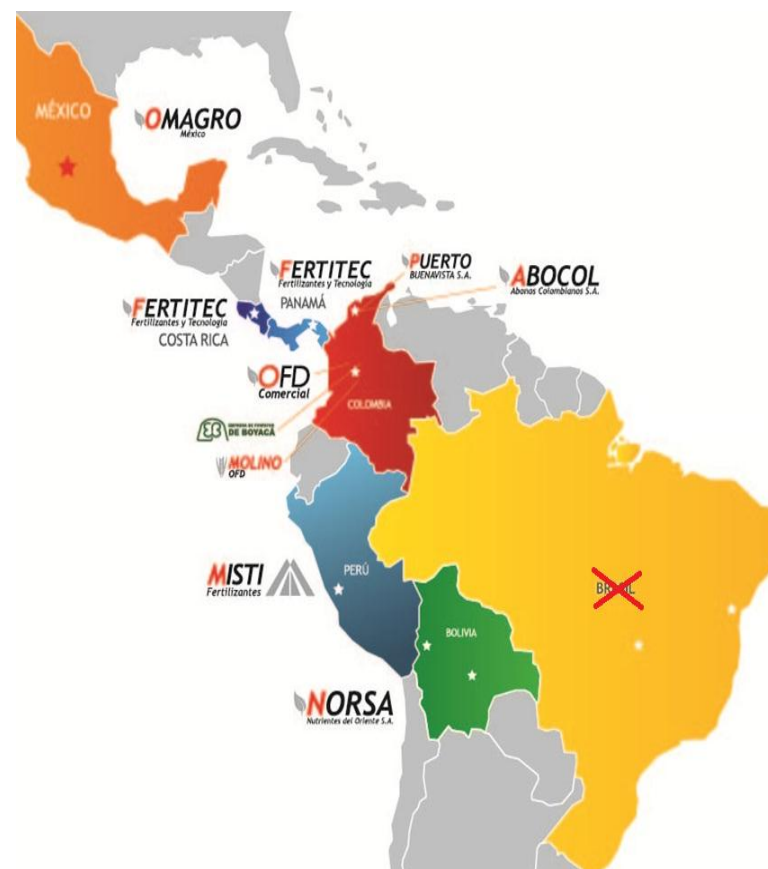 MÉXICO
OMAGRO
México
FERTITEC
Fertilizantes y Tecnología
PANAMÁ
PUERTO
BUENAVISTA S.A.
ABOCOL
Abonos Colombianos S.A.
FERTITEC
Fertilizantes y Tecnología
COSTA RICA
OFD
Comercial
COLOMBIA
DE BOYACÁ
MOLINO
OFD
MISTI
Fertilizantes
PERÚ
BOLIVIA
NORSA
Nutrientes del Oriente S.A.